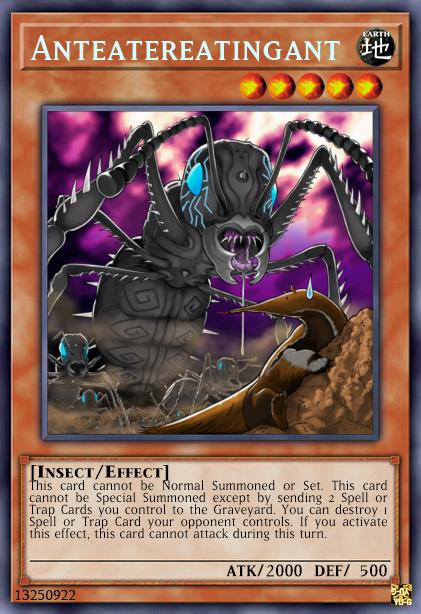 ANTEATEREATINGANT
EARTH
地
[INSECT/EFFECT]
This card cannot be Normal Summoned or Set. This card
cannot be Special Summoned except by sending 2 Spell or
Trap Cards you control to the Graveyard. You can destroy 1
Spell or Trap Card your opponent controls. If you activate
this effect, this card cannot attack during this turn.
ATK/2000 DEF/ 500
13250922